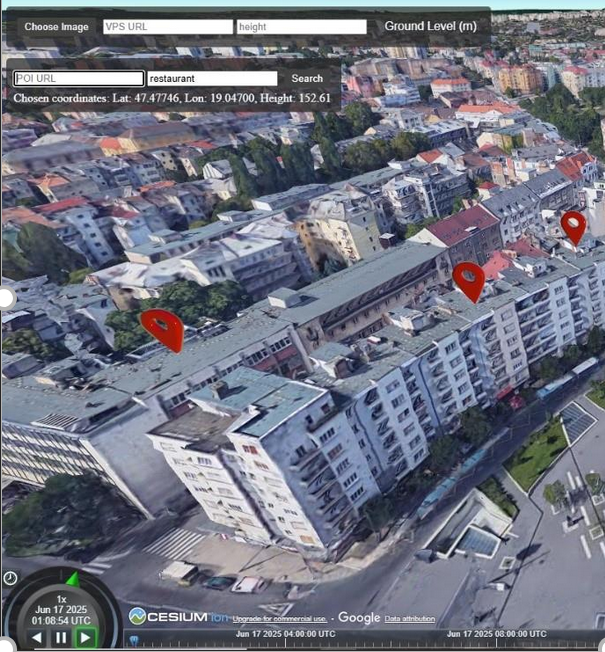 Choose Image VPS URL height Ground Level (m)
POI URL restaurant Search
Chosen coordinates: Lat: 47.47746, Lon: 19.04700, Height: 152.61
1x
Jun 17 2025
01:08:54 UTC
CESIUM ion Upgrade for commercial use. - Google Data attribution
Jun 17 2025 04:00:00 UTC Jun 17 2025 08:00:00 UTC